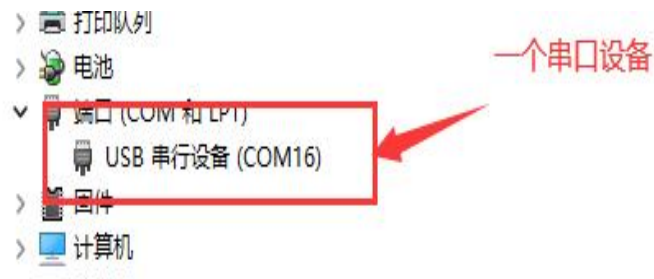 打印队列
电池
一个串口设备
端口 (COM 和 LPT)
USB 串行设备 (COM16)
固件
计算机